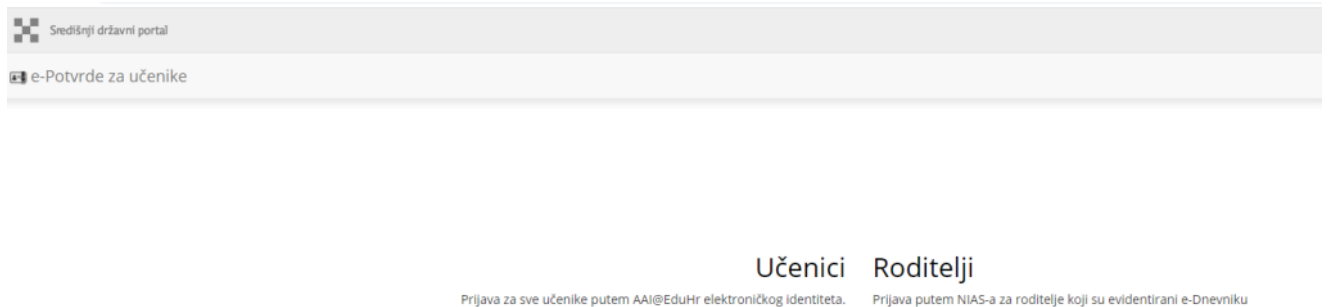 Središnji državni portal
e-Potvrde za učenike
Učenici
Roditelji
Prijava za sve učenike putem AAI@EduHr elektroničkog identiteta.
Prijava putem NIAS-a za roditelje koji su evidentirani e-Dnevniku